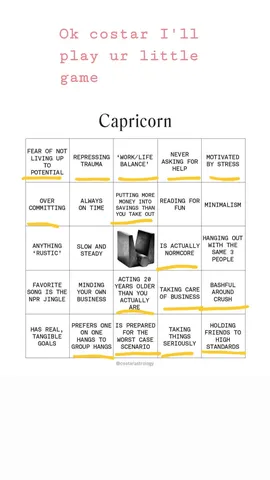 Ok costar I'll
play ur little
game
Capricorn
FEAR OF NOT
LIVING UP
TO
POTENTIAL
REPRESSING
TRAUMA
'WORK/LIFE
BALANCE'
NEVER
ASKING FOR
HELP
MOTIVATED
BY STRESS
OVER
COMMITTING
ALWAYS
ON TIME
PUTTING MORE
MONEY INTO
SAVINGS THAN
YOU TAKE OUT
READING FOR
FUN
MINIMALISM
ANYTHING
'RUSTIC'
SLOW AND
STEADY
IS ACTUALLY
NORMCORE
HANGING OUT
WITH THE
SAME 3
PEOPLE
FAVORITE
SONG IS THE
NPR JINGLE
MINDING
YOUR OWN
BUSINESS
ACTING 20
YEARS OLDER
THAN YOU
ACTUALLY
ARE
TAKING CARE
OF BUSINESS
BASHFUL
AROUND
CRUSH
HAS REAL,
TANGIBLE
GOALS
PREFERS ONE
ON ONE
HANGS TO
GROUP HANGS
IS PREPARED
FOR THE
WORST CASE
SCENARIO
TAKING
THINGS
SERIOUSLY
HOLDING
FRIENDS TO
HIGH
STANDARDS
@costarastrology